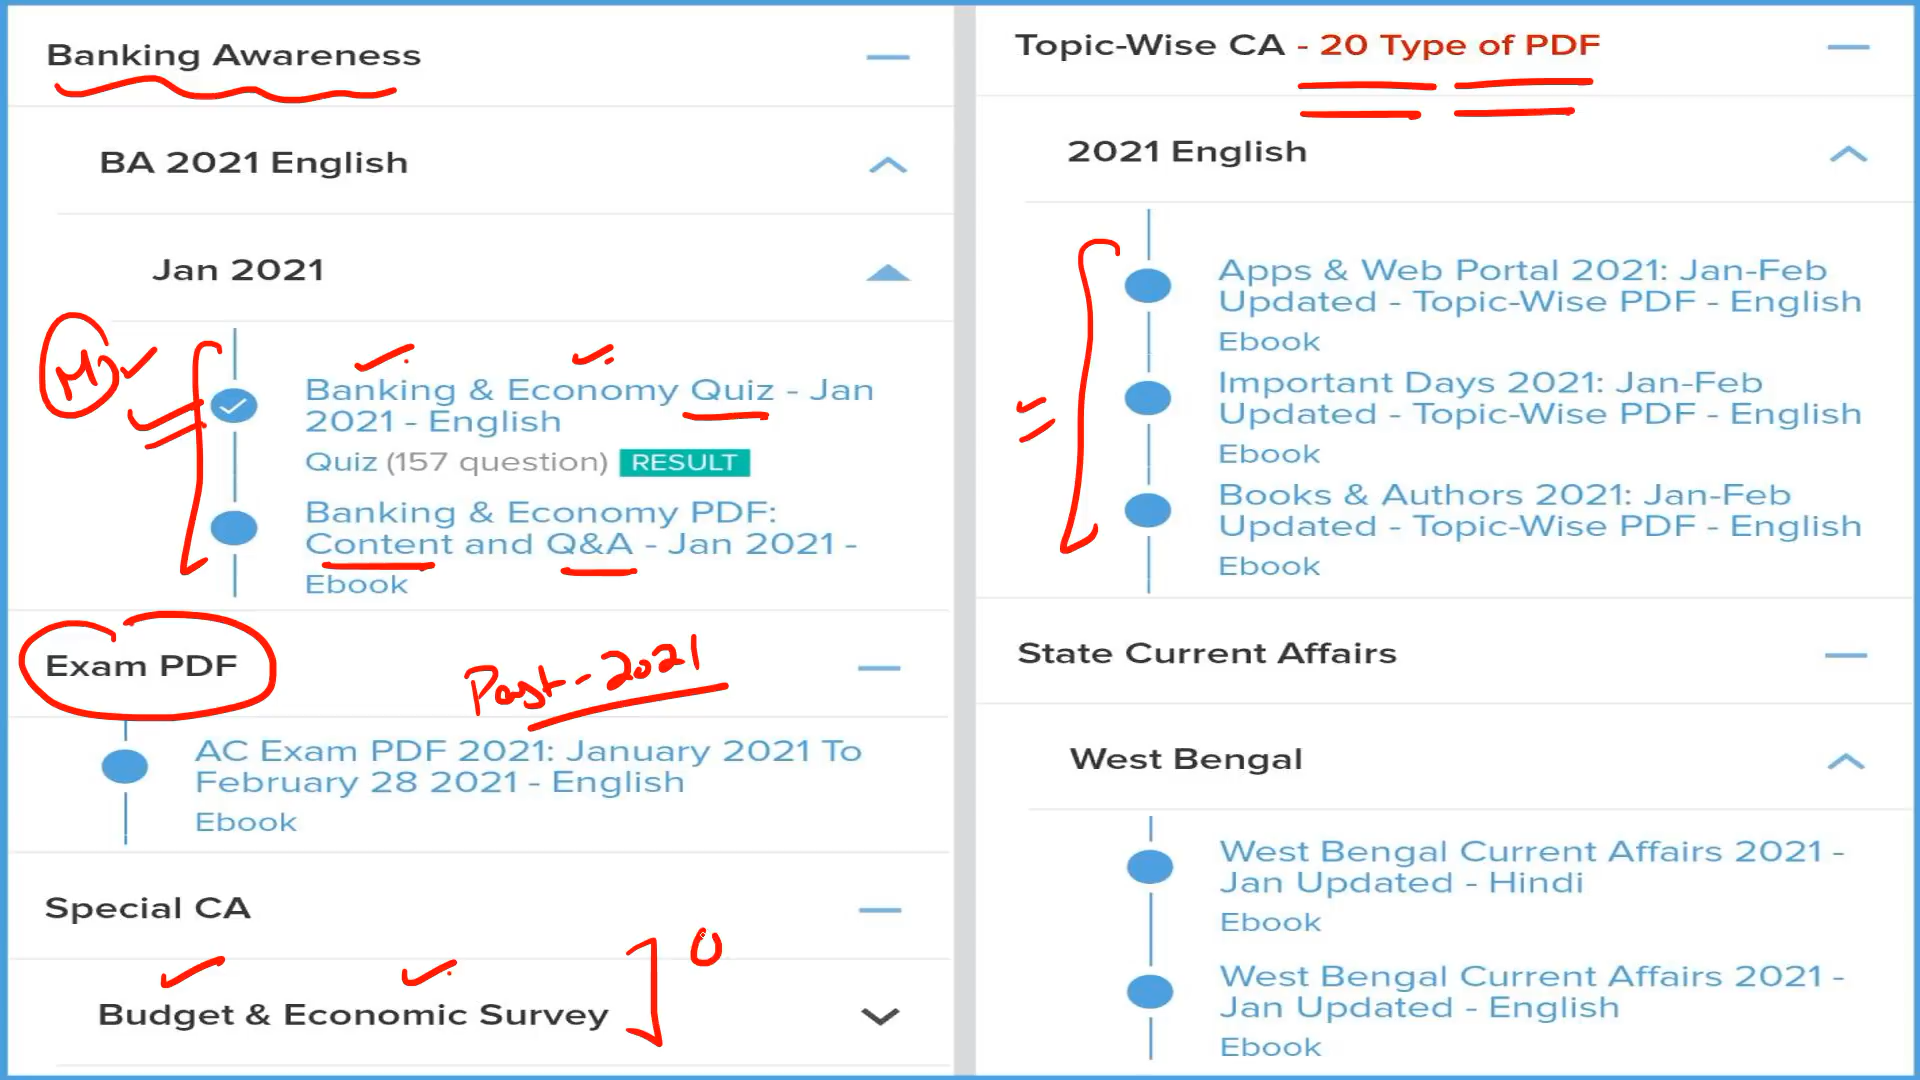 Banking Awareness
BA 2021 English
Jan 2021
M
Banking & Economy Quiz - Jan
2021 - English
Quiz (157 question) RESULT
Banking & Economy PDF:
Content and Q&A - Jan 2021 -
Ebook
Exam PDF
Past - 2021
AC Exam PDF 2021: January 2021 To
February 28 2021 - English
Ebook
Special CA
Budget & Economic Survey
Topic-Wise CA - 20 Type of PDF
2021 English
Apps & Web Portal 2021: Jan-Feb
Updated - Topic-Wise PDF - English
Ebook
Important Days 2021: Jan-Feb
Updated - Topic-Wise PDF - English
Ebook
Books & Authors 2021: Jan-Feb
Updated - Topic-Wise PDF - English
Ebook
State Current Affairs
West Bengal
West Bengal Current Affairs 2021 -
Jan Updated - Hindi
Ebook
West Bengal Current Affairs 2021 -
Jan Updated - English
Ebook